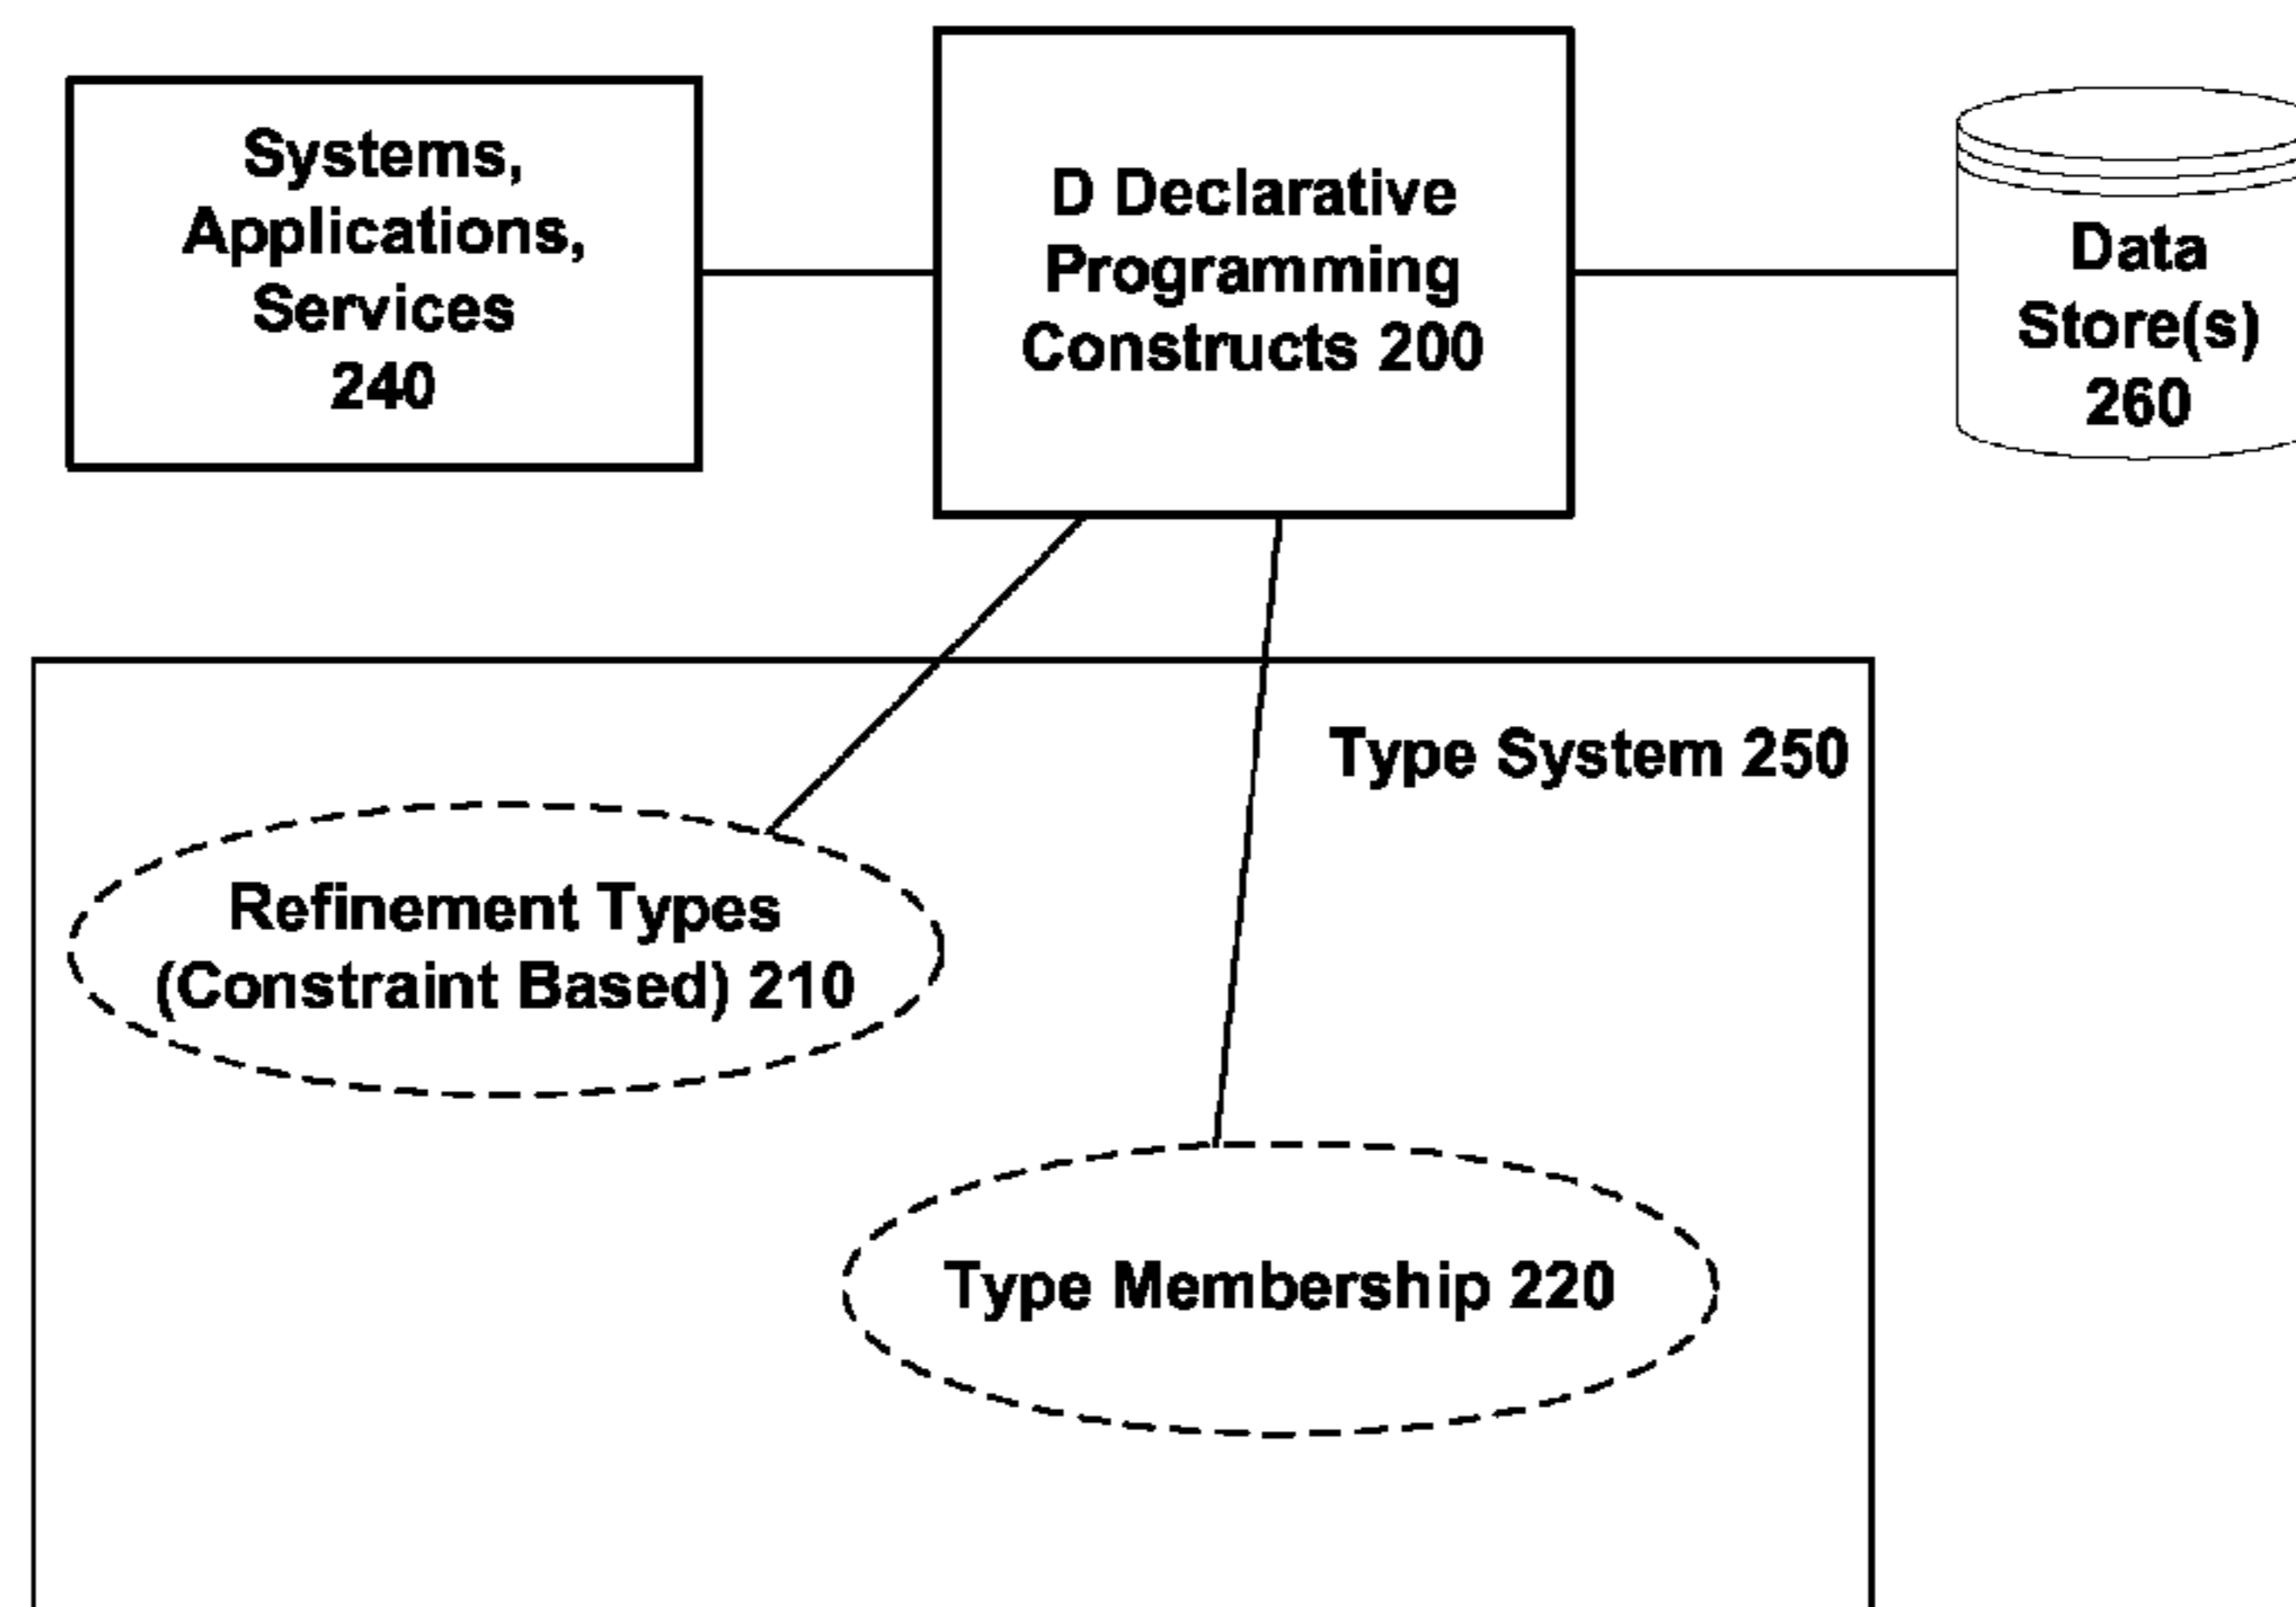 Systems,
Applications,
Services
240
D Declarative
Programming
Constructs 200
Data
Store(s)
260
Type System 250
Refinement Types
(Constraint Based) 210
Type Membership 220